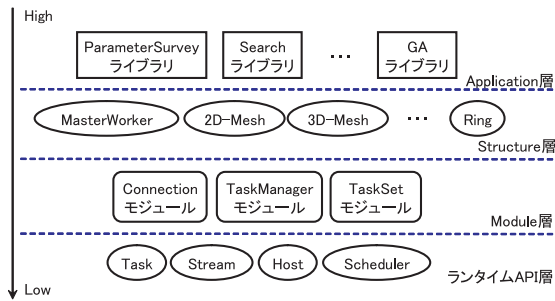 High
ParameterSurvey
ライブラリ
Search
ライブラリ
…
GA
ライブラリ
Application層
MasterWorker
2D-Mesh
3D-Mesh
…
Ring
Structure層
Connection
モジュール
TaskManager
モジュール
TaskSet
モジュール
Module層
Task
Stream
Host
Scheduler
ランタイムAPI層
Low